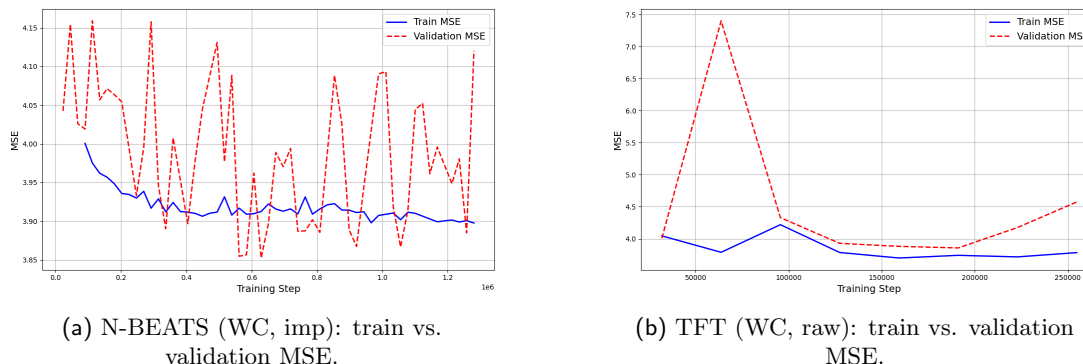 4.15
4.10
4.05
4.00
3.95
3.90
3.85
MSE
Train MSE
Validation MSE
0.0
0.2
0.4
0.6
0.8
1.0
1.2
1e6
Training Step
(a) N-BEATS (WC, imp): train vs.
validation MSE.
7.5
7.0
6.5
6.0
5.5
5.0
4.5
4.0
MSE
Train MSE
Validation MSE
50000
100000
150000
200000
250000
Training Step
(b) TFT (WC, raw): train vs. validation
MSE.